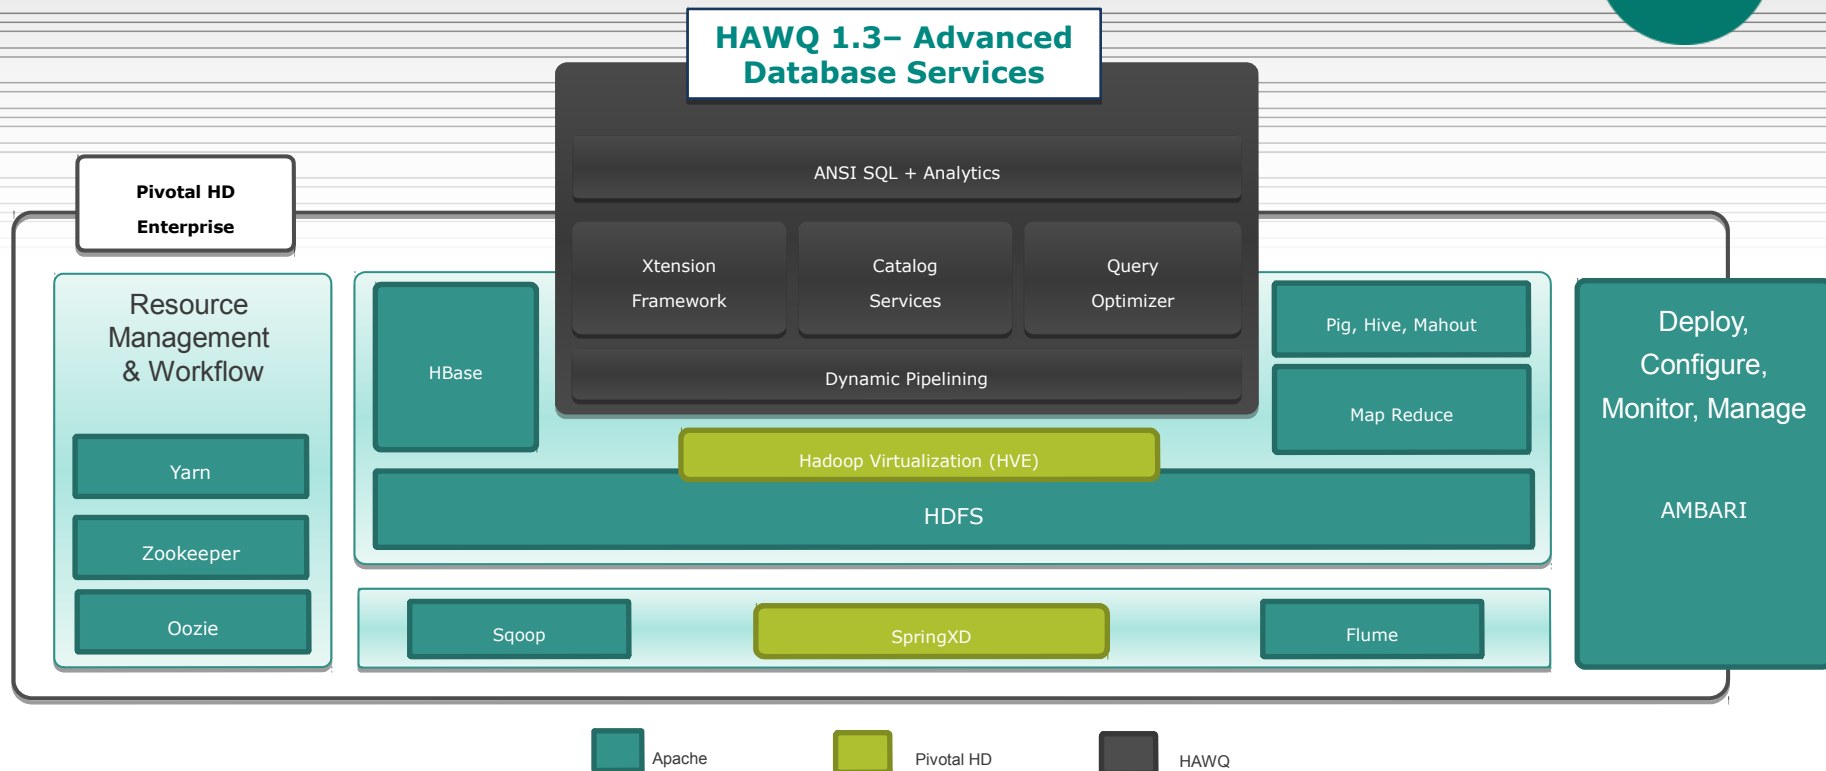 HAWQ 1.3– Advanced
Database Services
ANSI SQL + Analytics
Pivotal HD
Enterprise
Xtension
Framework
Catalog
Services
Query
Optimizer
Dynamic Pipelining
Resource
Management
& Workflow
Yarn
Zookeeper
Oozie
HBase
Pig, Hive, Mahout
Map Reduce
Hadoop Virtualization (HVE)
HDFS
Sqoop
SpringXD
Flume
Deploy,
Configure,
Monitor, Manage
AMBARI
Apache
Pivotal HD
HAWQ